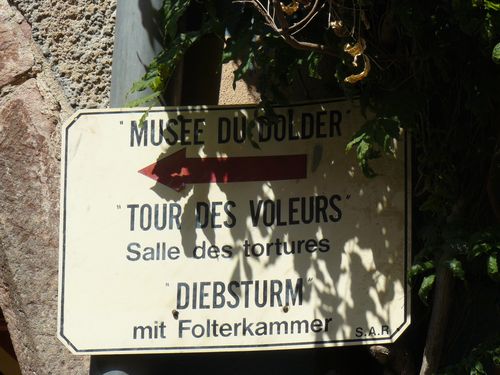 "MUSEE DU DOLDER"
"TOUR DES VOLEURS"
Salle des tortures
"DIEBSTURM"
mit Folterkammer
S.A.R.